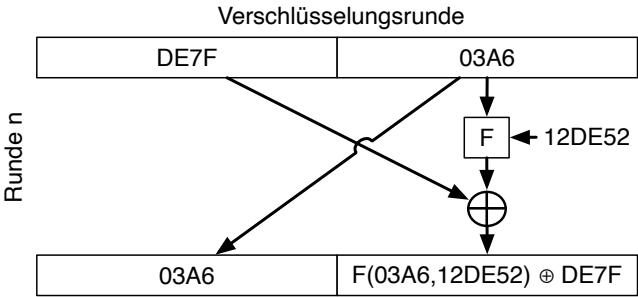 Verschlüsselungsrunde
DE7F 03A6
Runde n
F 12DE52
03A6 F(03A6,12DE52) ⊕ DE7F